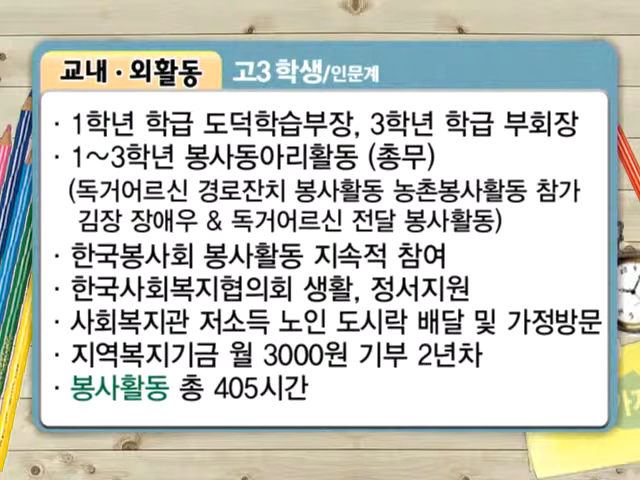 교내 · 외활동 고3 학생/인문계
· 1학년 학급 도덕학습부장, 3학년 학급 부회장
· 1~3학년 봉사동아리활동 (총무)
(독거어르신 경로잔치 봉사활동 농촌봉사활동 참가
김장 장애우 & 독거어르신 전달 봉사활동)
· 한국봉사회 봉사활동 지속적 참여
· 한국사회복지협의회 생활, 정서지원
· 사회복지관 저소득 노인 도시락 배달 및 가정방문
· 지역복지기금 월 3000원 기부 2년차
· 봉사활동 총 405시간